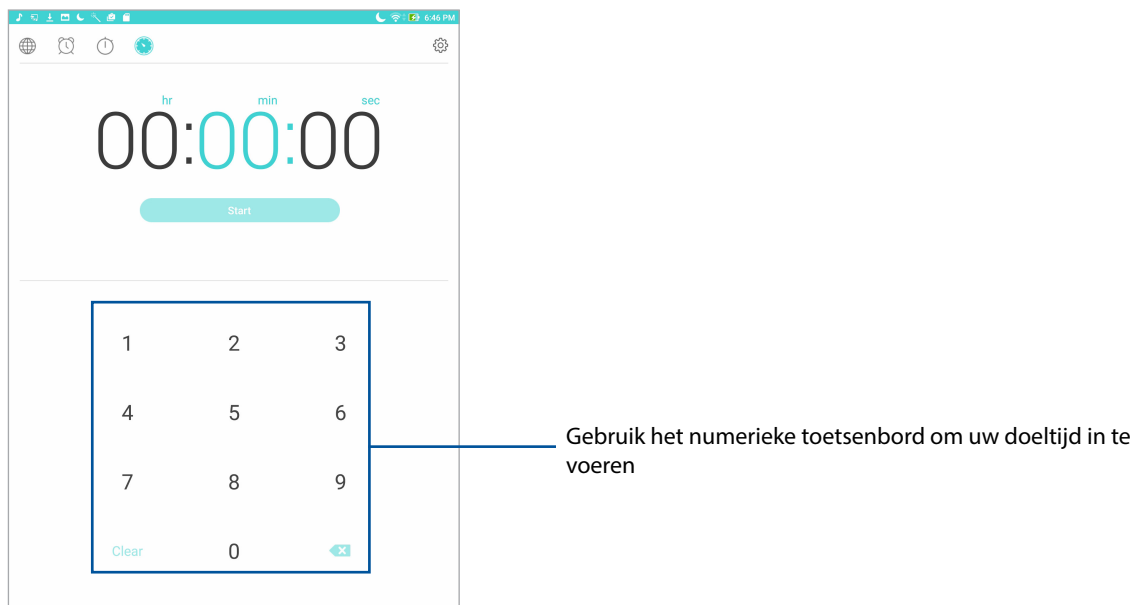 6:46 PM
hr min sec
00:00:00
Start
1 2 3
4 5 6
7 8 9
Clear 0
Gebruik het numerieke toetsenbord om uw doeltijd in te
voeren